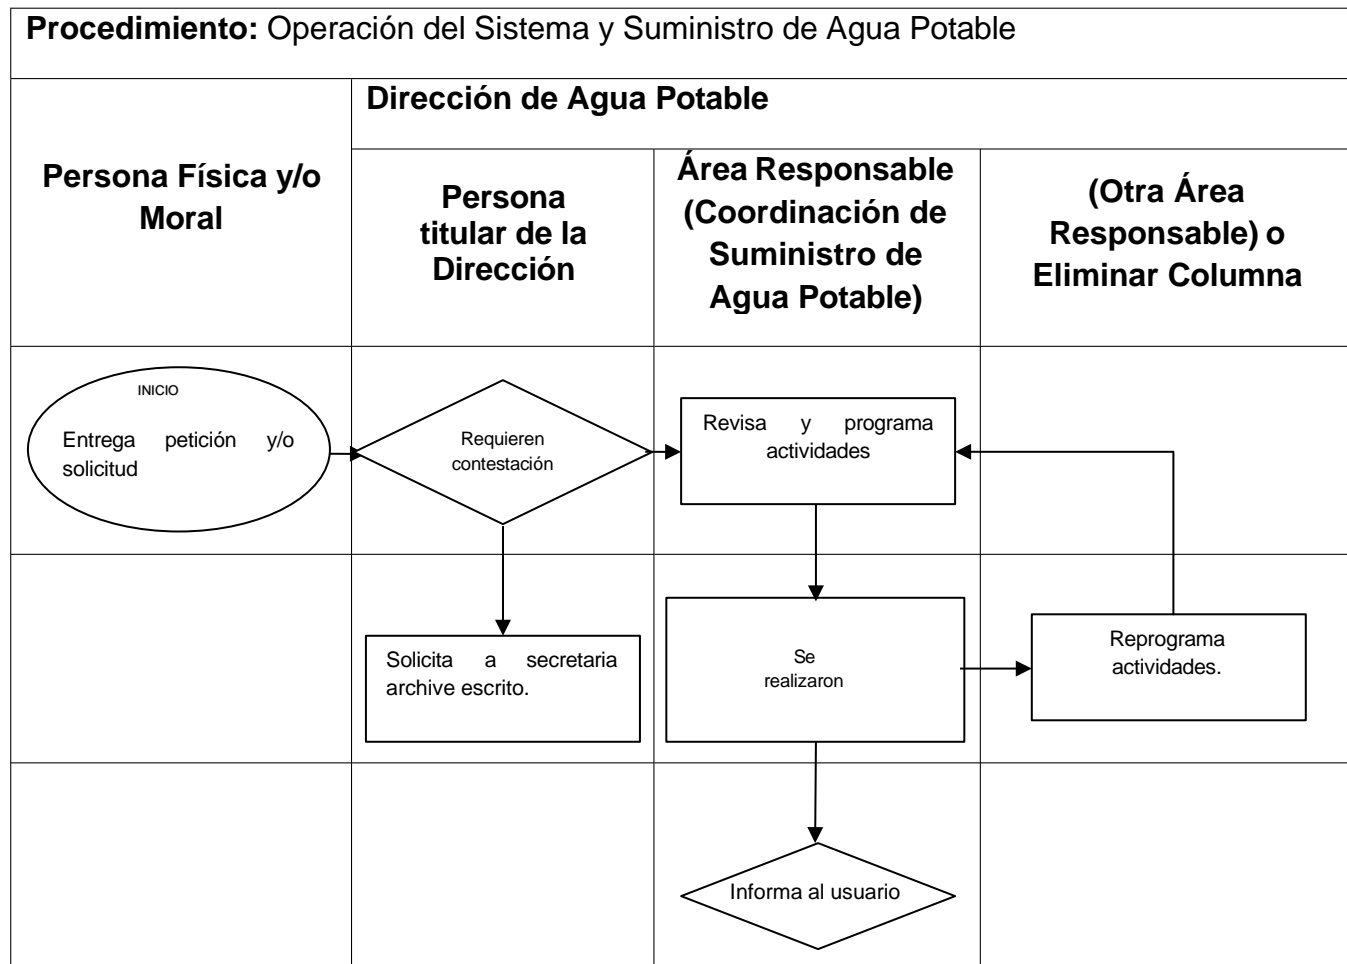 Procedimiento: Operación del Sistema y Suministro de Agua Potable
Persona Física y/o
Moral
Dirección de Agua Potable
Persona
titular de la
Dirección
Área Responsable
(Coordinación de
Suministro de
Agua Potable)
(Otra Área
Responsable) o
Eliminar Columna
INICIO
Entrega petición y/o
solicitud
Requieren
contestación
Revisa y programa
actividades
Solicita a secretaria
archive escrito.
Se
realizaron
Reprograma
actividades.
Informa al usuario